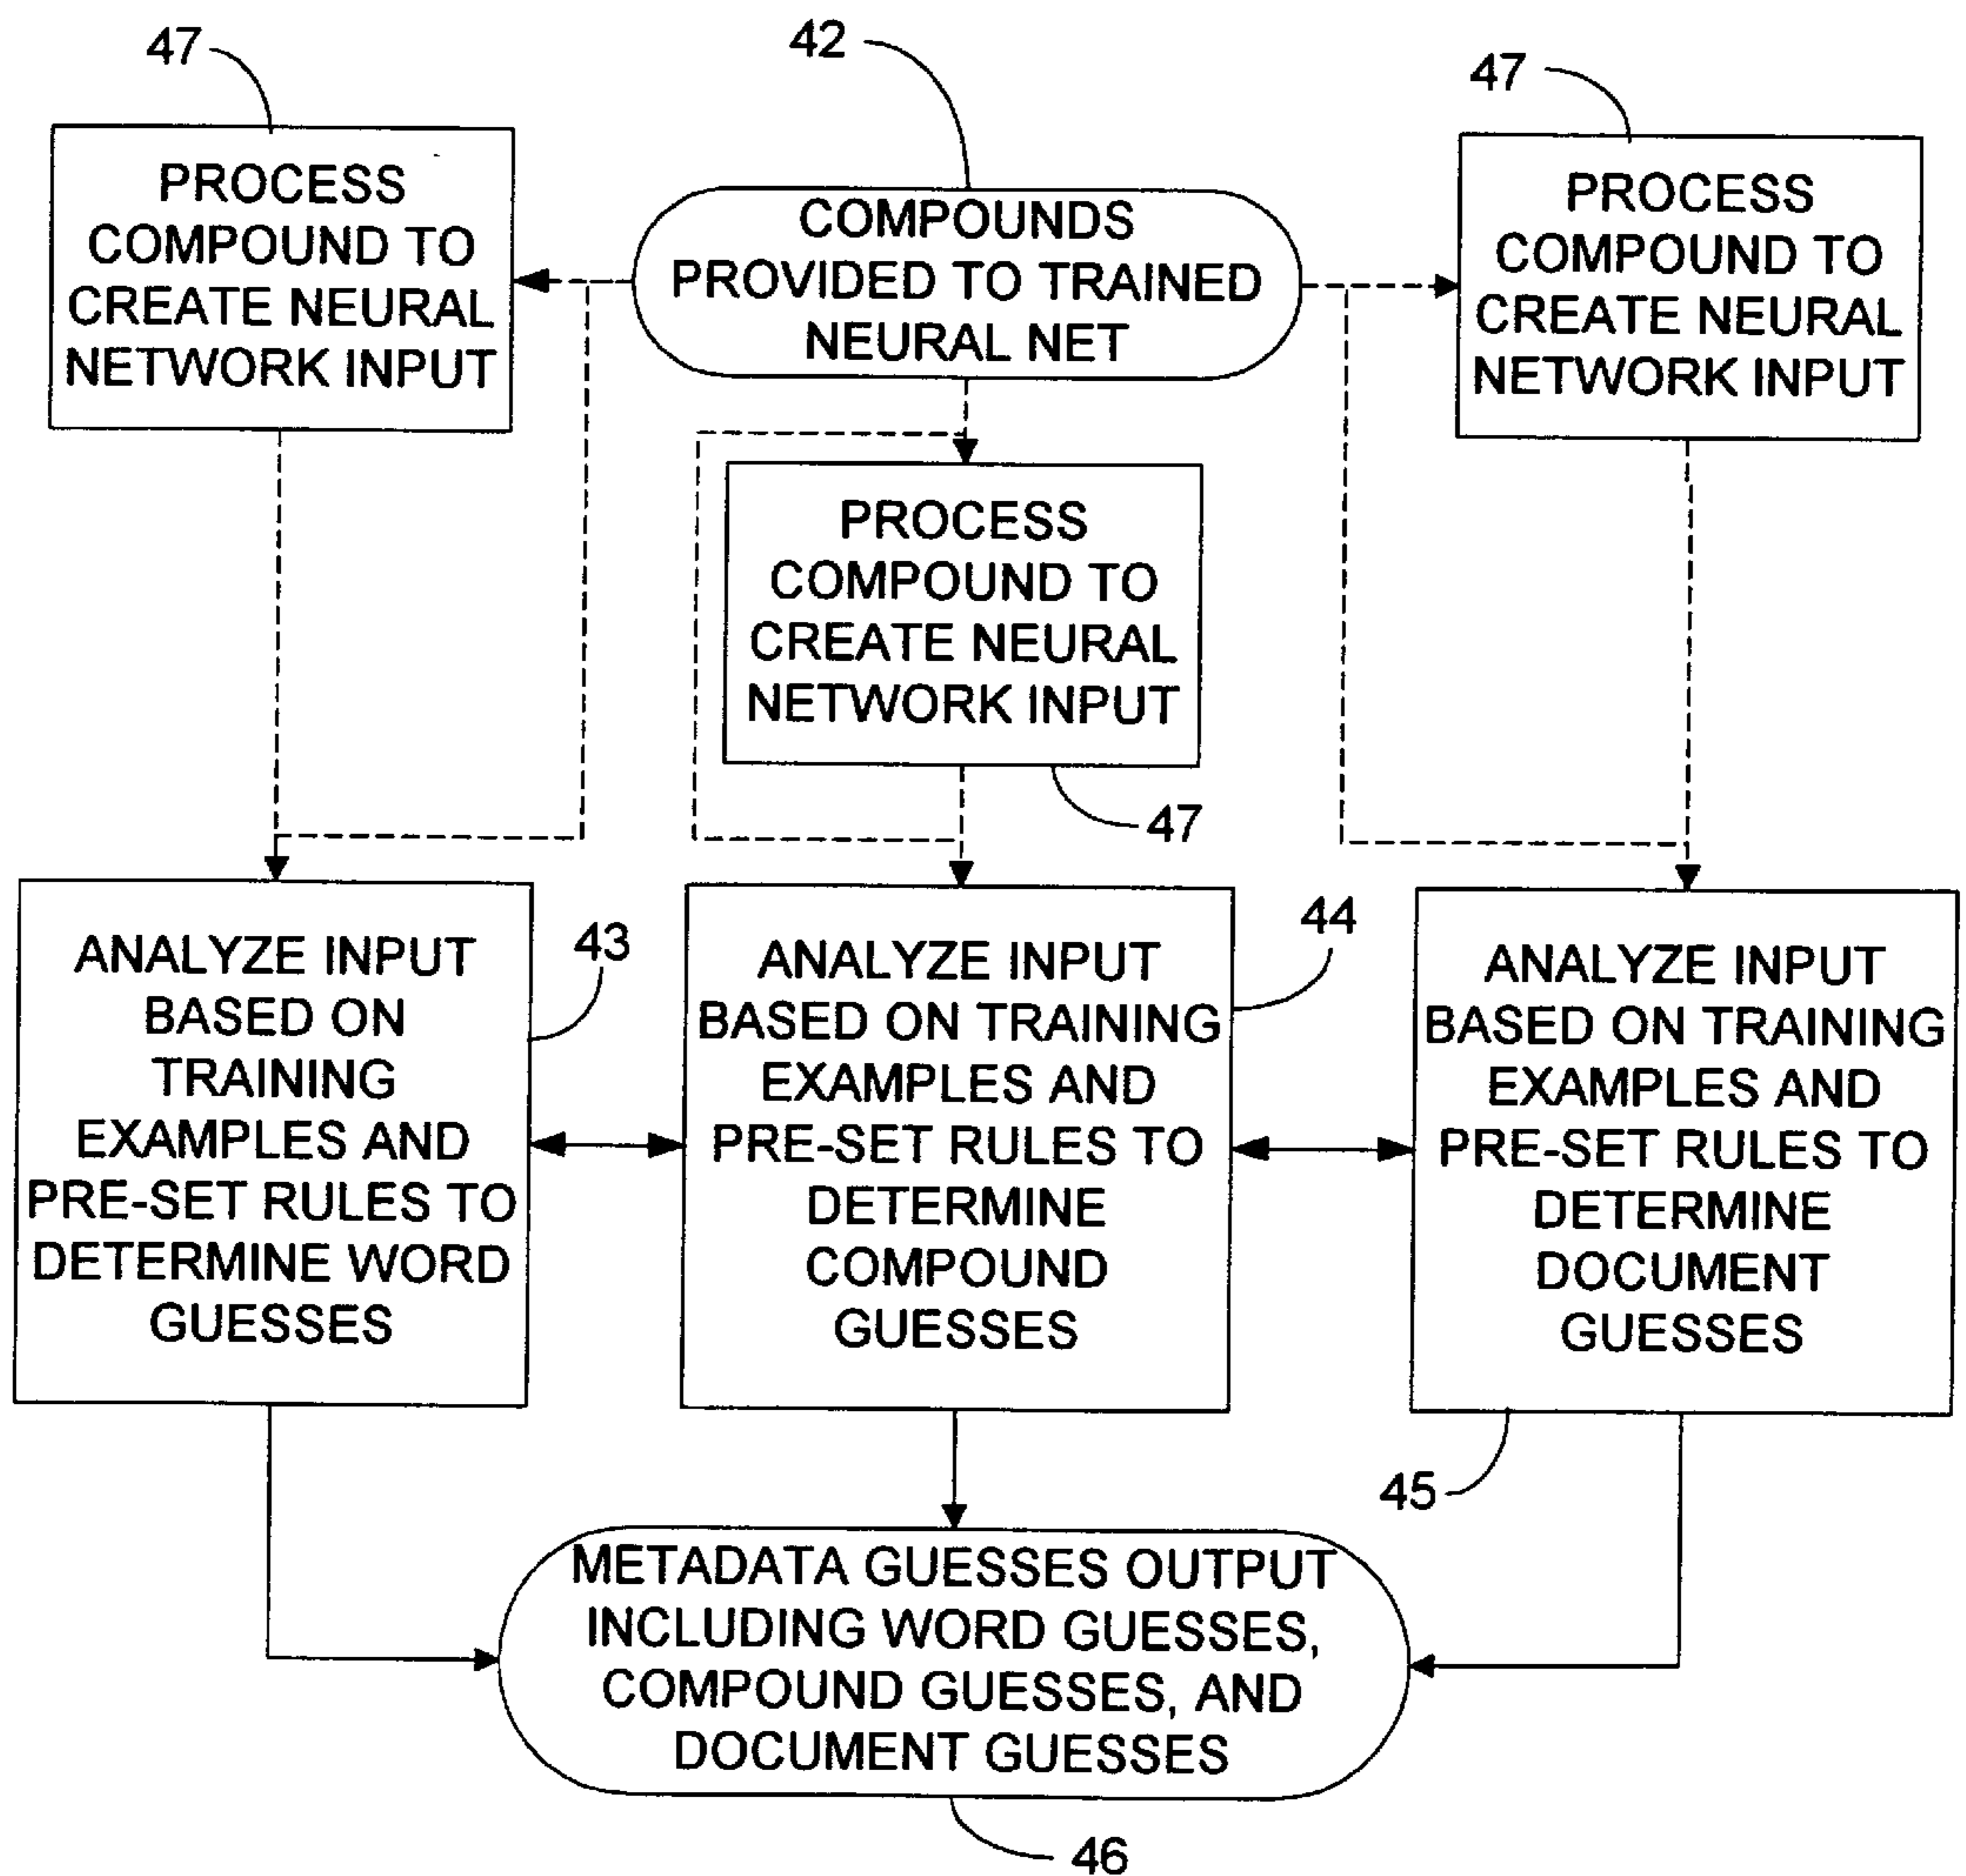 47
42
47
PROCESS
COMPOUND TO
CREATE NEURAL
NETWORK INPUT
COMPOUNDS
PROVIDED TO TRAINED
NEURAL NET
PROCESS
COMPOUND TO
CREATE NEURAL
NETWORK INPUT
PROCESS
COMPOUND TO
CREATE NEURAL
NETWORK INPUT
47
ANALYZE INPUT
BASED ON
TRAINING
EXAMPLES AND
PRE-SET RULES TO
DETERMINE WORD
GUESSES
43
ANALYZE INPUT
BASED ON TRAINING
EXAMPLES AND
PRE-SET RULES TO
DETERMINE
COMPOUND
GUESSES
44
ANALYZE INPUT
BASED ON TRAINING
EXAMPLES AND
PRE-SET RULES TO
DETERMINE
DOCUMENT
GUESSES
45
METADATA GUESSES OUTPUT
INCLUDING WORD GUESSES,
COMPOUND GUESSES, AND
DOCUMENT GUESSES
46